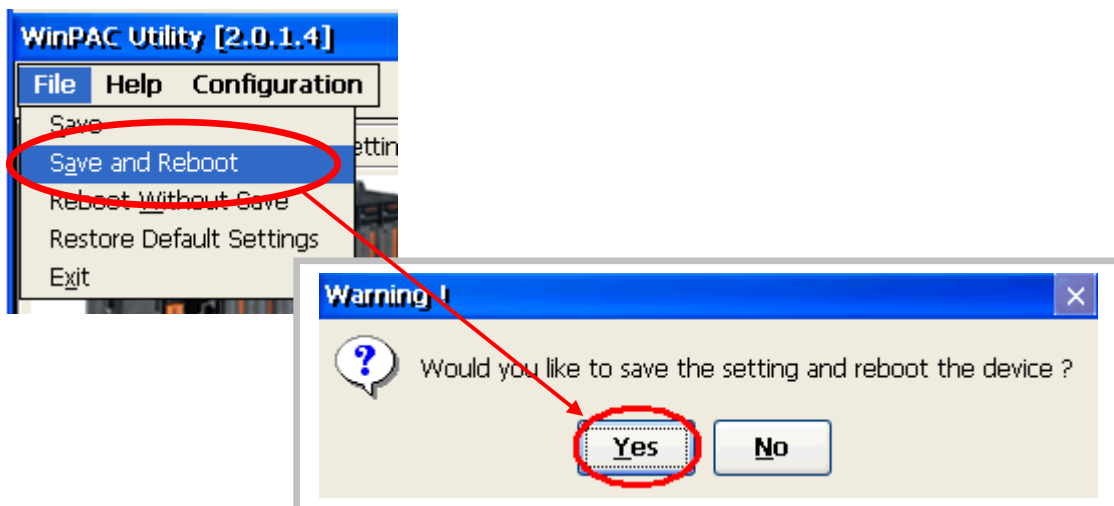 WinPAC Utility [2.0.1.4]
File Help Configuration
Save
Save and Reboot
Reboot Without Save
Restore Default Settings
Exit
Warning !
Would you like to save the setting and reboot the device ?
Yes No